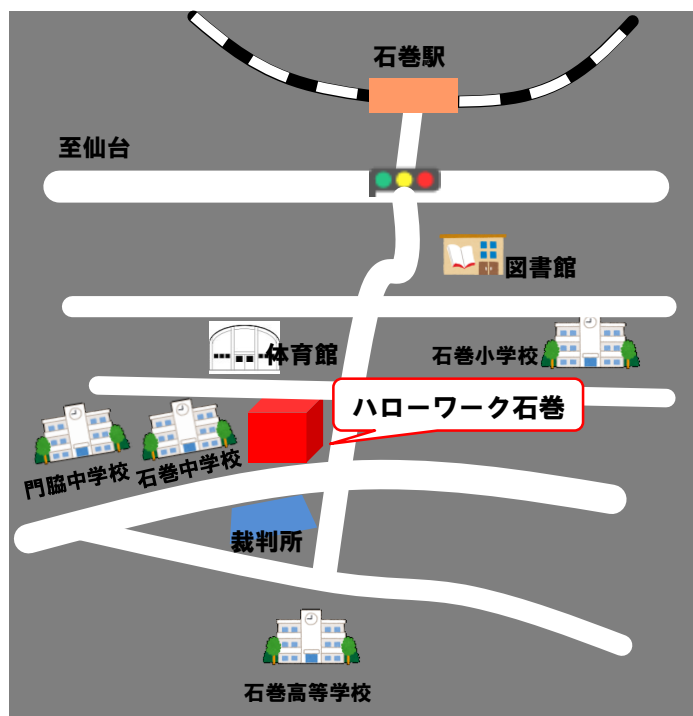 石巻駅
至仙台
図書館
体育館
石巻小学校
ハローワーク石巻
門脇中学校
石巻中学校
裁判所
石巻高等学校